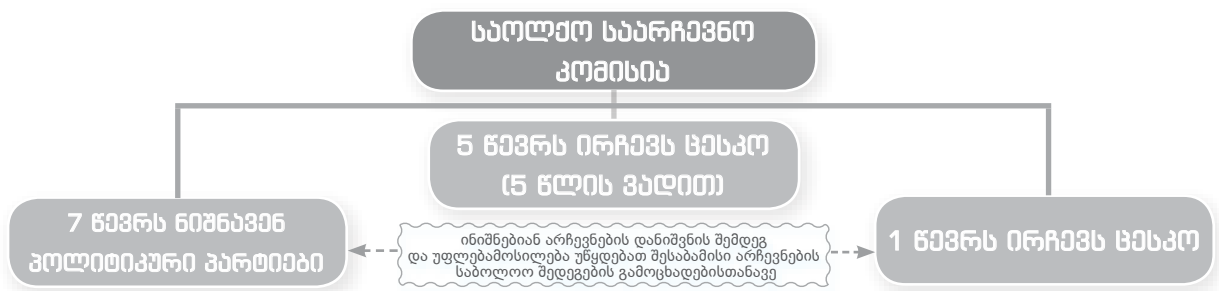 საოლქო საარჩევნო
კომისია
5 წევრს ირჩევს ცესკო
(5 წლის ვადით)
7 წევრს ნიშნავენ
პოლიტიკური პარტიები
ინიშნებიან არჩევნების დანიშვნის შემდეგ
და უფლებამოსილება უწყდებათ შესაბამისი არჩევნების
საბოლოო შედეგების გამოცხადებისთანავე
1 წევრს ირჩევს ცესკო